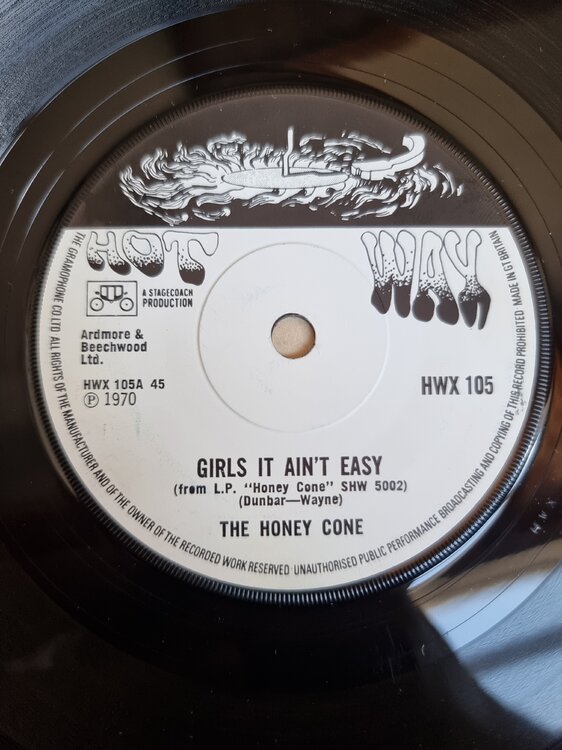 HOT WAX
A STAGECOACH
PRODUCTION
Ardmore &
Beechwood
Ltd.
HWX 105A 45
Ⓟ 1970
HWX 105
GIRLS IT AIN'T EASY
(from L.P. "Honey Cone" SHW 5002)
(Dunbar—Wayne)
THE HONEY CONE
THE GRAMOPHONE CO.LTD ALL RIGHTS OF THE MANUFACTURER AND OF THE OWNER OF THE RECORDED WORK RESERVED UNAUTHORISED PUBLIC PERFORMANCE BROADCASTING AND COPYING OF THIS RECORD PROHIBITED MADE IN GT BRITAIN
H W X